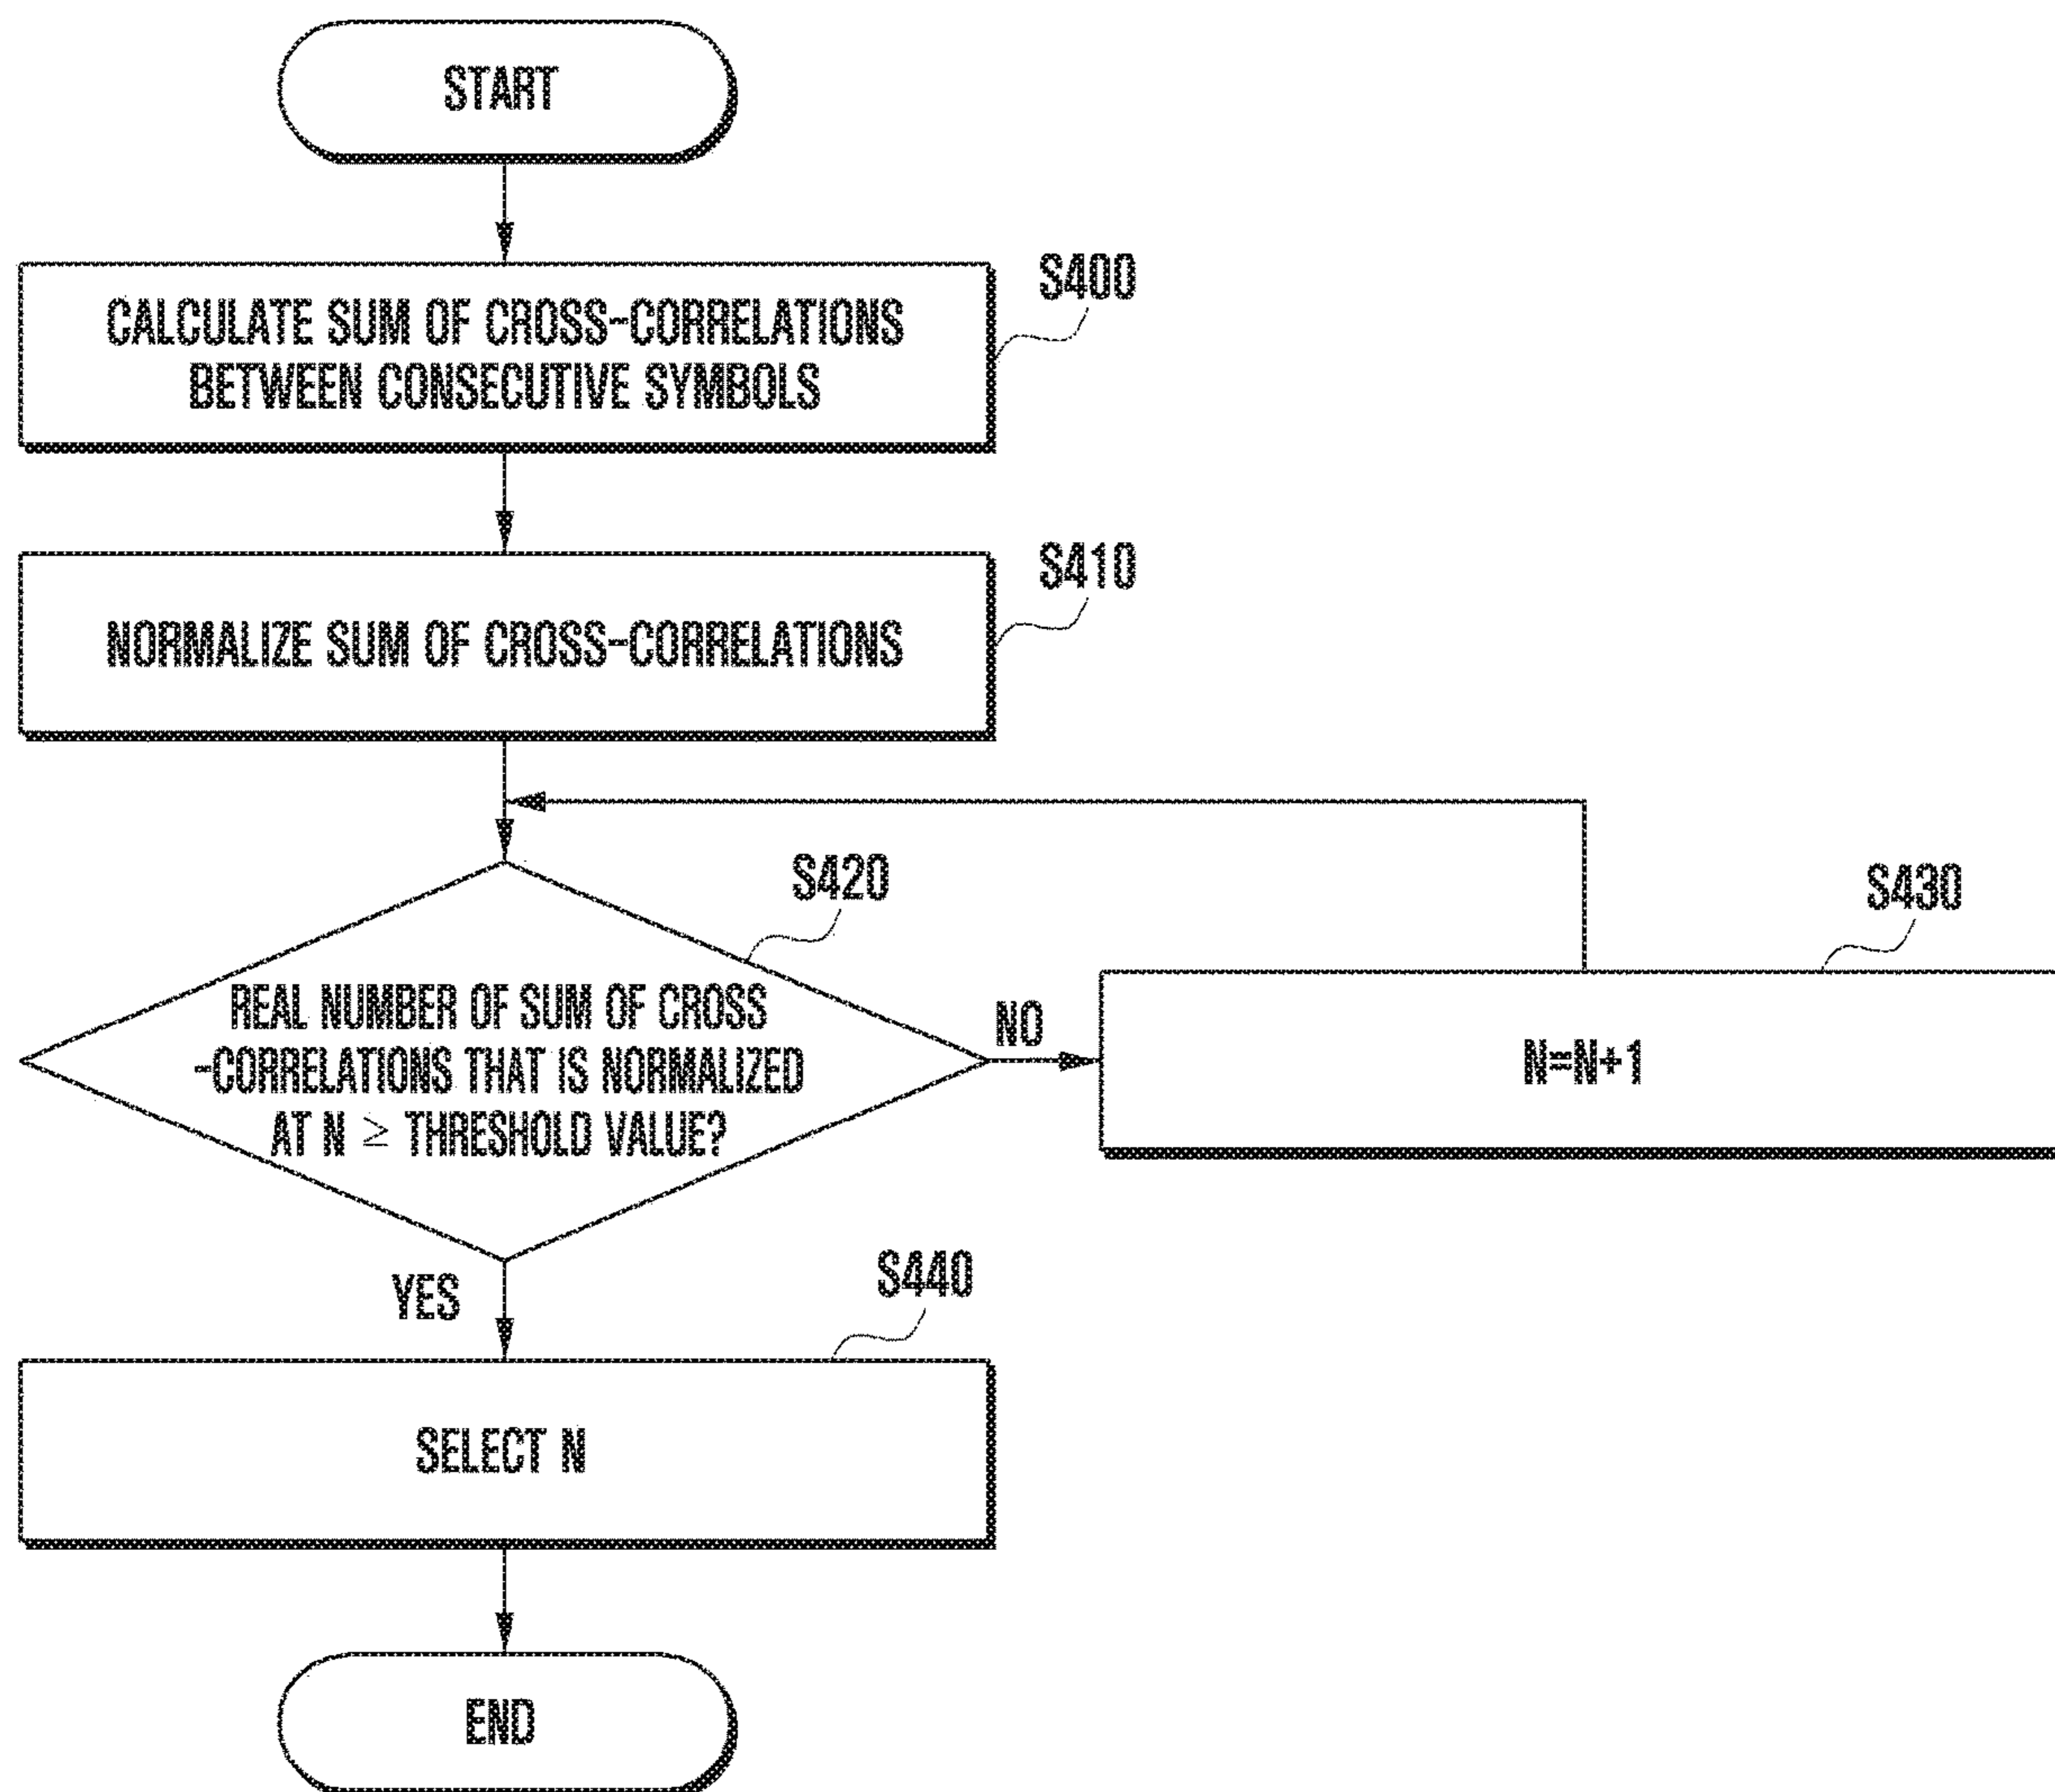 START
S400
CALCULATE SUM OF CROSS-CORRELATIONS
BETWEEN CONSECUTIVE SYMBOLS
S410
NORMALIZE SUM OF CROSS-CORRELATIONS
S420
S430
REAL NUMBER OF SUM OF CROSS
-CORRELATIONS THAT IS NORMALIZED
AT N ≥ THRESHOLD VALUE?
NO
N=N+1
YES
S440
SELECT N
END